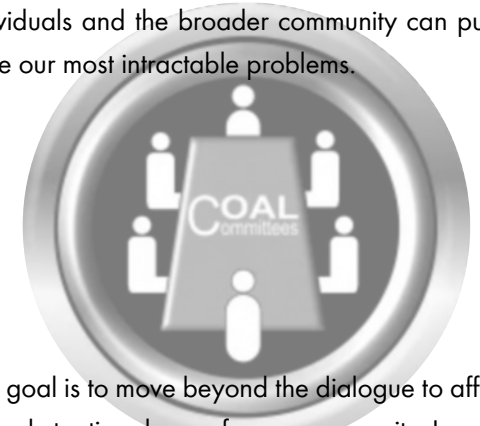 viduals and the broader community can pu
e our most intractable problems.
COAL
Committees
goal is to move beyond the dialogue to aff